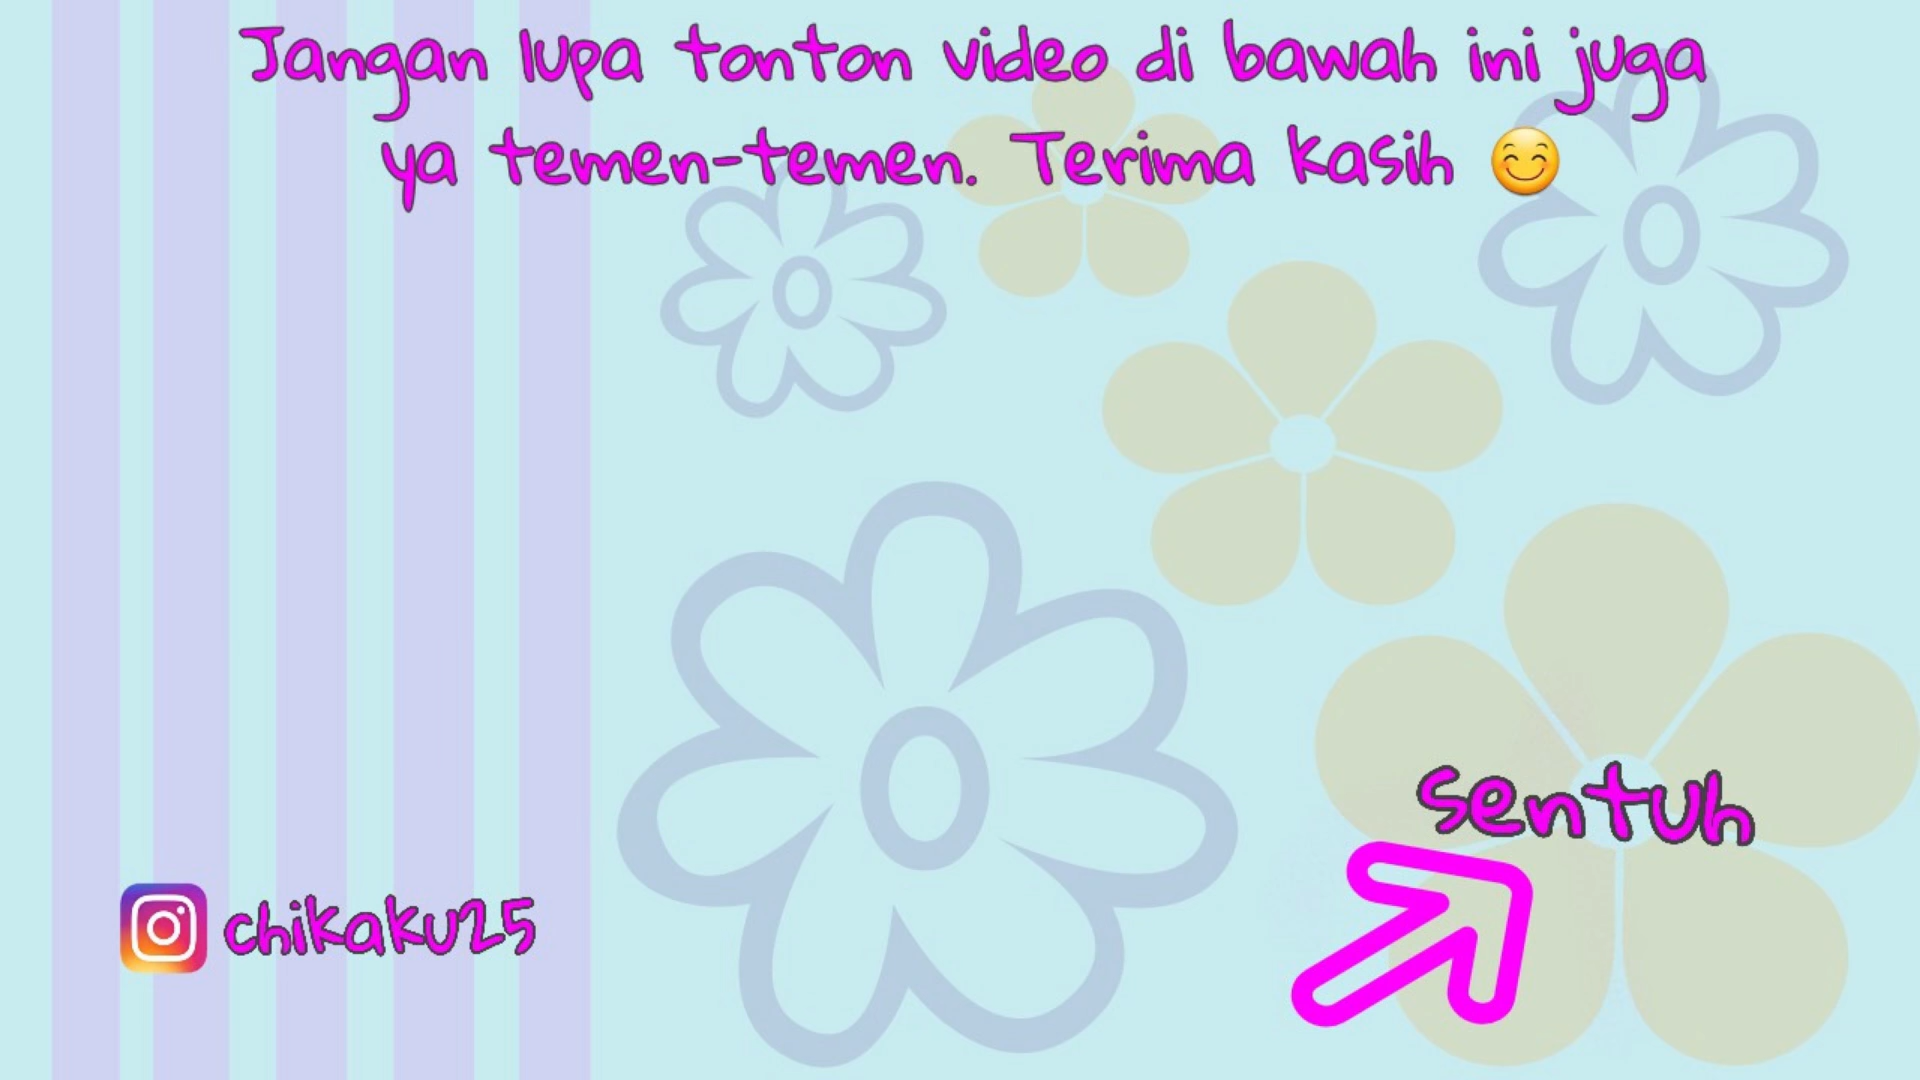 Jangan lupa tonton video di bawah ini juga
ya temen-temen. Terima kasih 😊
sentuh
chikaku25